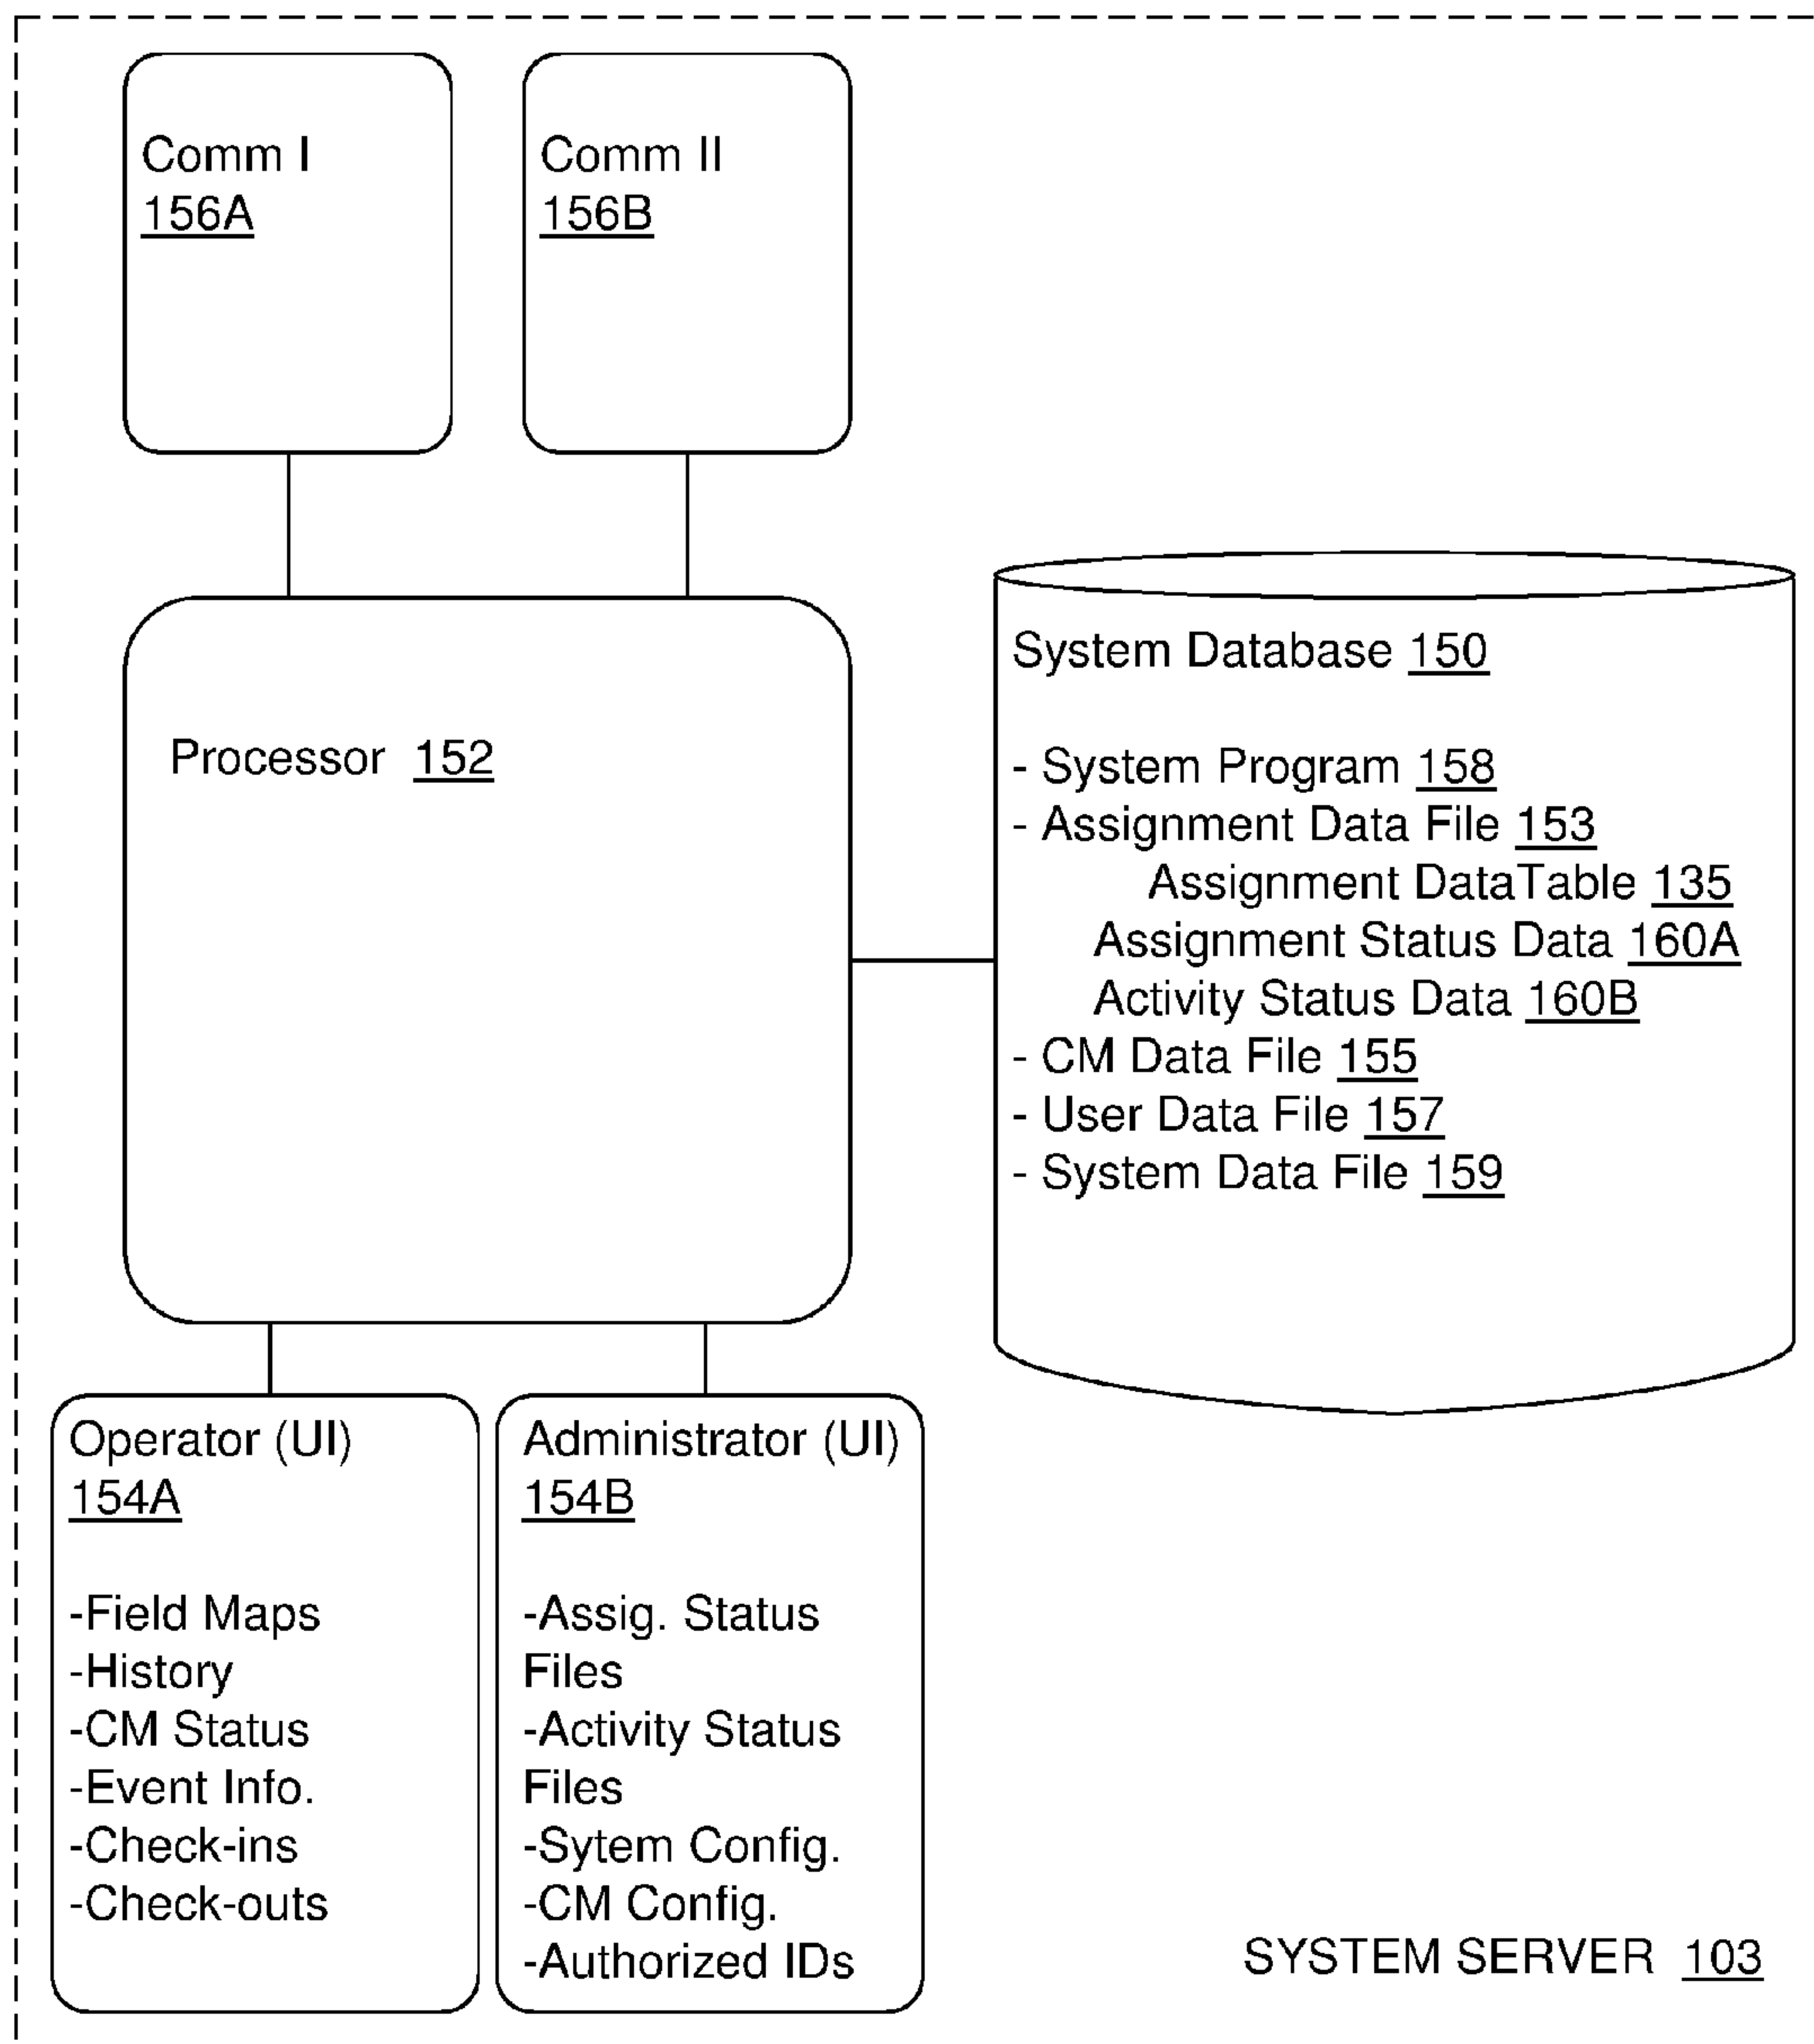 Comm I
156A
Comm II
156B
Processor 152
System Database 150
- System Program 158
- Assignment Data File 153
Assignment DataTable 135
Assignment Status Data 160A
Activity Status Data 160B
- CM Data File 155
- User Data File 157
- System Data File 159
Operator (UI)
154A
-Field Maps
-History
-CM Status
-Event Info.
-Check-ins
-Check-outs
Administrator (UI)
154B
-Assig. Status
Files
-Activity Status
Files
-Sytem Config.
-CM Config.
-Authorized IDs
SYSTEM SERVER 103